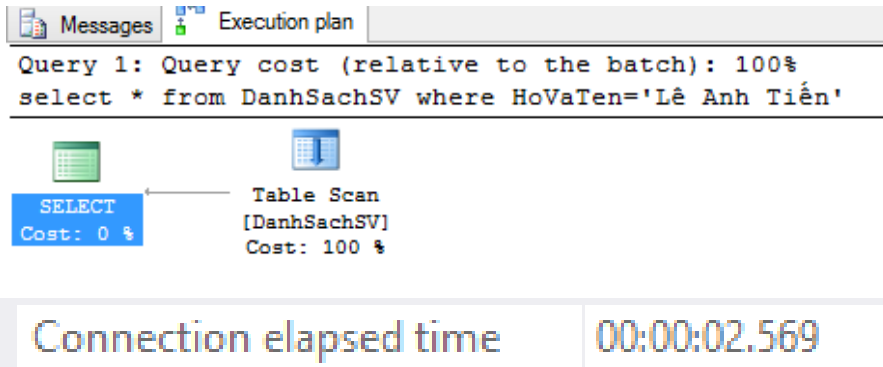 Messages Execution plan
Query 1: Query cost (relative to the batch): 100%
select * from DanhSachSV where HoVaTen='Lê Anh Tiến'
SELECT
Cost: 0 %
Table Scan
[DanhSachSV]
Cost: 100 %
Connection elapsed time 00:00:02.569